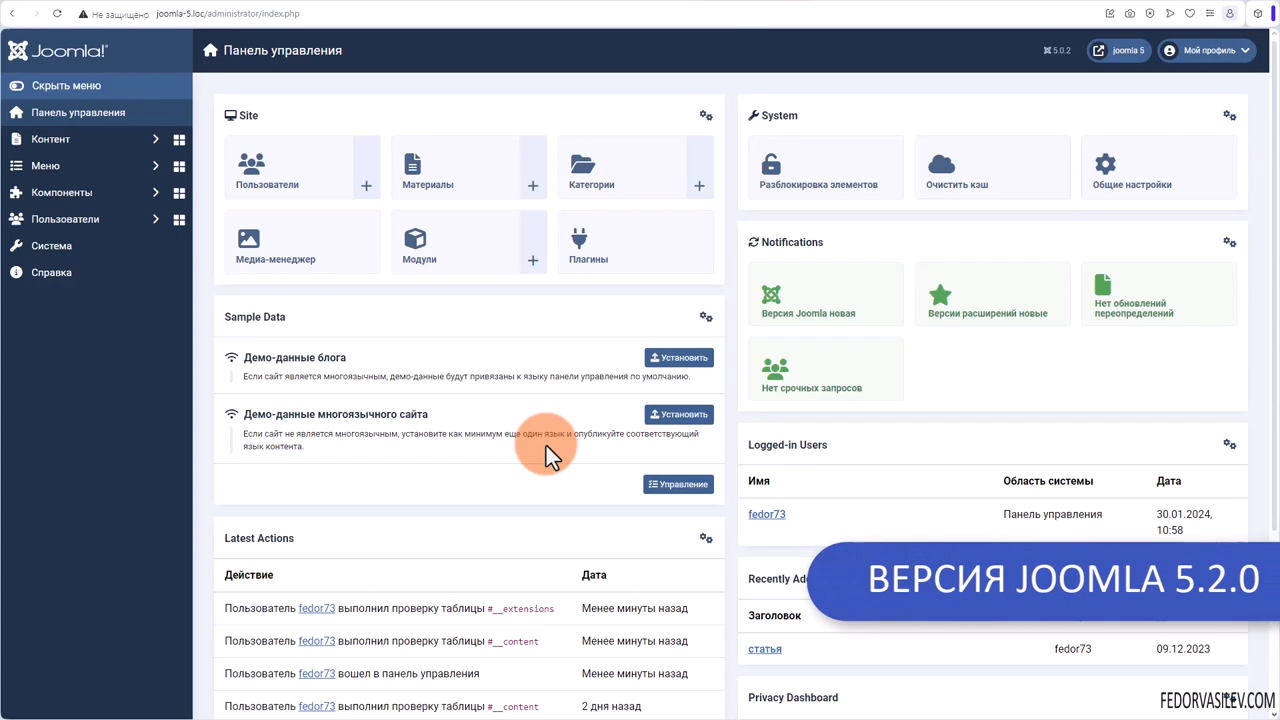 Не защищено joomla-5.loc/administrator/index.php
Joomla!®
Панель управления
5.0.2
joomla 5
Мой профиль
Скрыть меню
Панель управления
Контент
Меню
Компоненты
Пользователи
Система
Справка
Site
Пользователи
Материалы
Категории
Медиа-менеджер
Модули
Плагины
Sample Data
Демо-данные блога
Установить
Если сайт является многоязычным, демо-данные будут привязаны к языку панели управления по умолчанию.
Демо-данные многоязычного сайта
Установить
Если сайт не является многоязычным, установите как минимум еще один язык и опубликуйте соответствующий
язык контента.
Управление
Latest Actions
Действие Дата
Пользователь fedor73 выполнил проверку таблицы #__extensions Менее минуты назад
Пользователь fedor73 выполнил проверку таблицы #__content Менее минуты назад
Пользователь fedor73 вошел в панель управления Менее минуты назад
Пользователь fedor73 выполнил проверку таблицы #__content 2 дня назад
System
Разблокировка элементов
Очистить кэш
Общие настройки
Notifications
Версия Joomla новая
Версии расширений новые
Нет обновлений
переопределений
Нет срочных запросов
Logged-in Users
Имя Область системы Дата
fedor73 Панель управления 30.01.2024,
10:58
Recently Ad
ВЕРСИЯ JOOMLA 5.2.0
Заголовок
статья fedor73 09.12.2023
Privacy Dashboard
FEDORVASILEV.COM